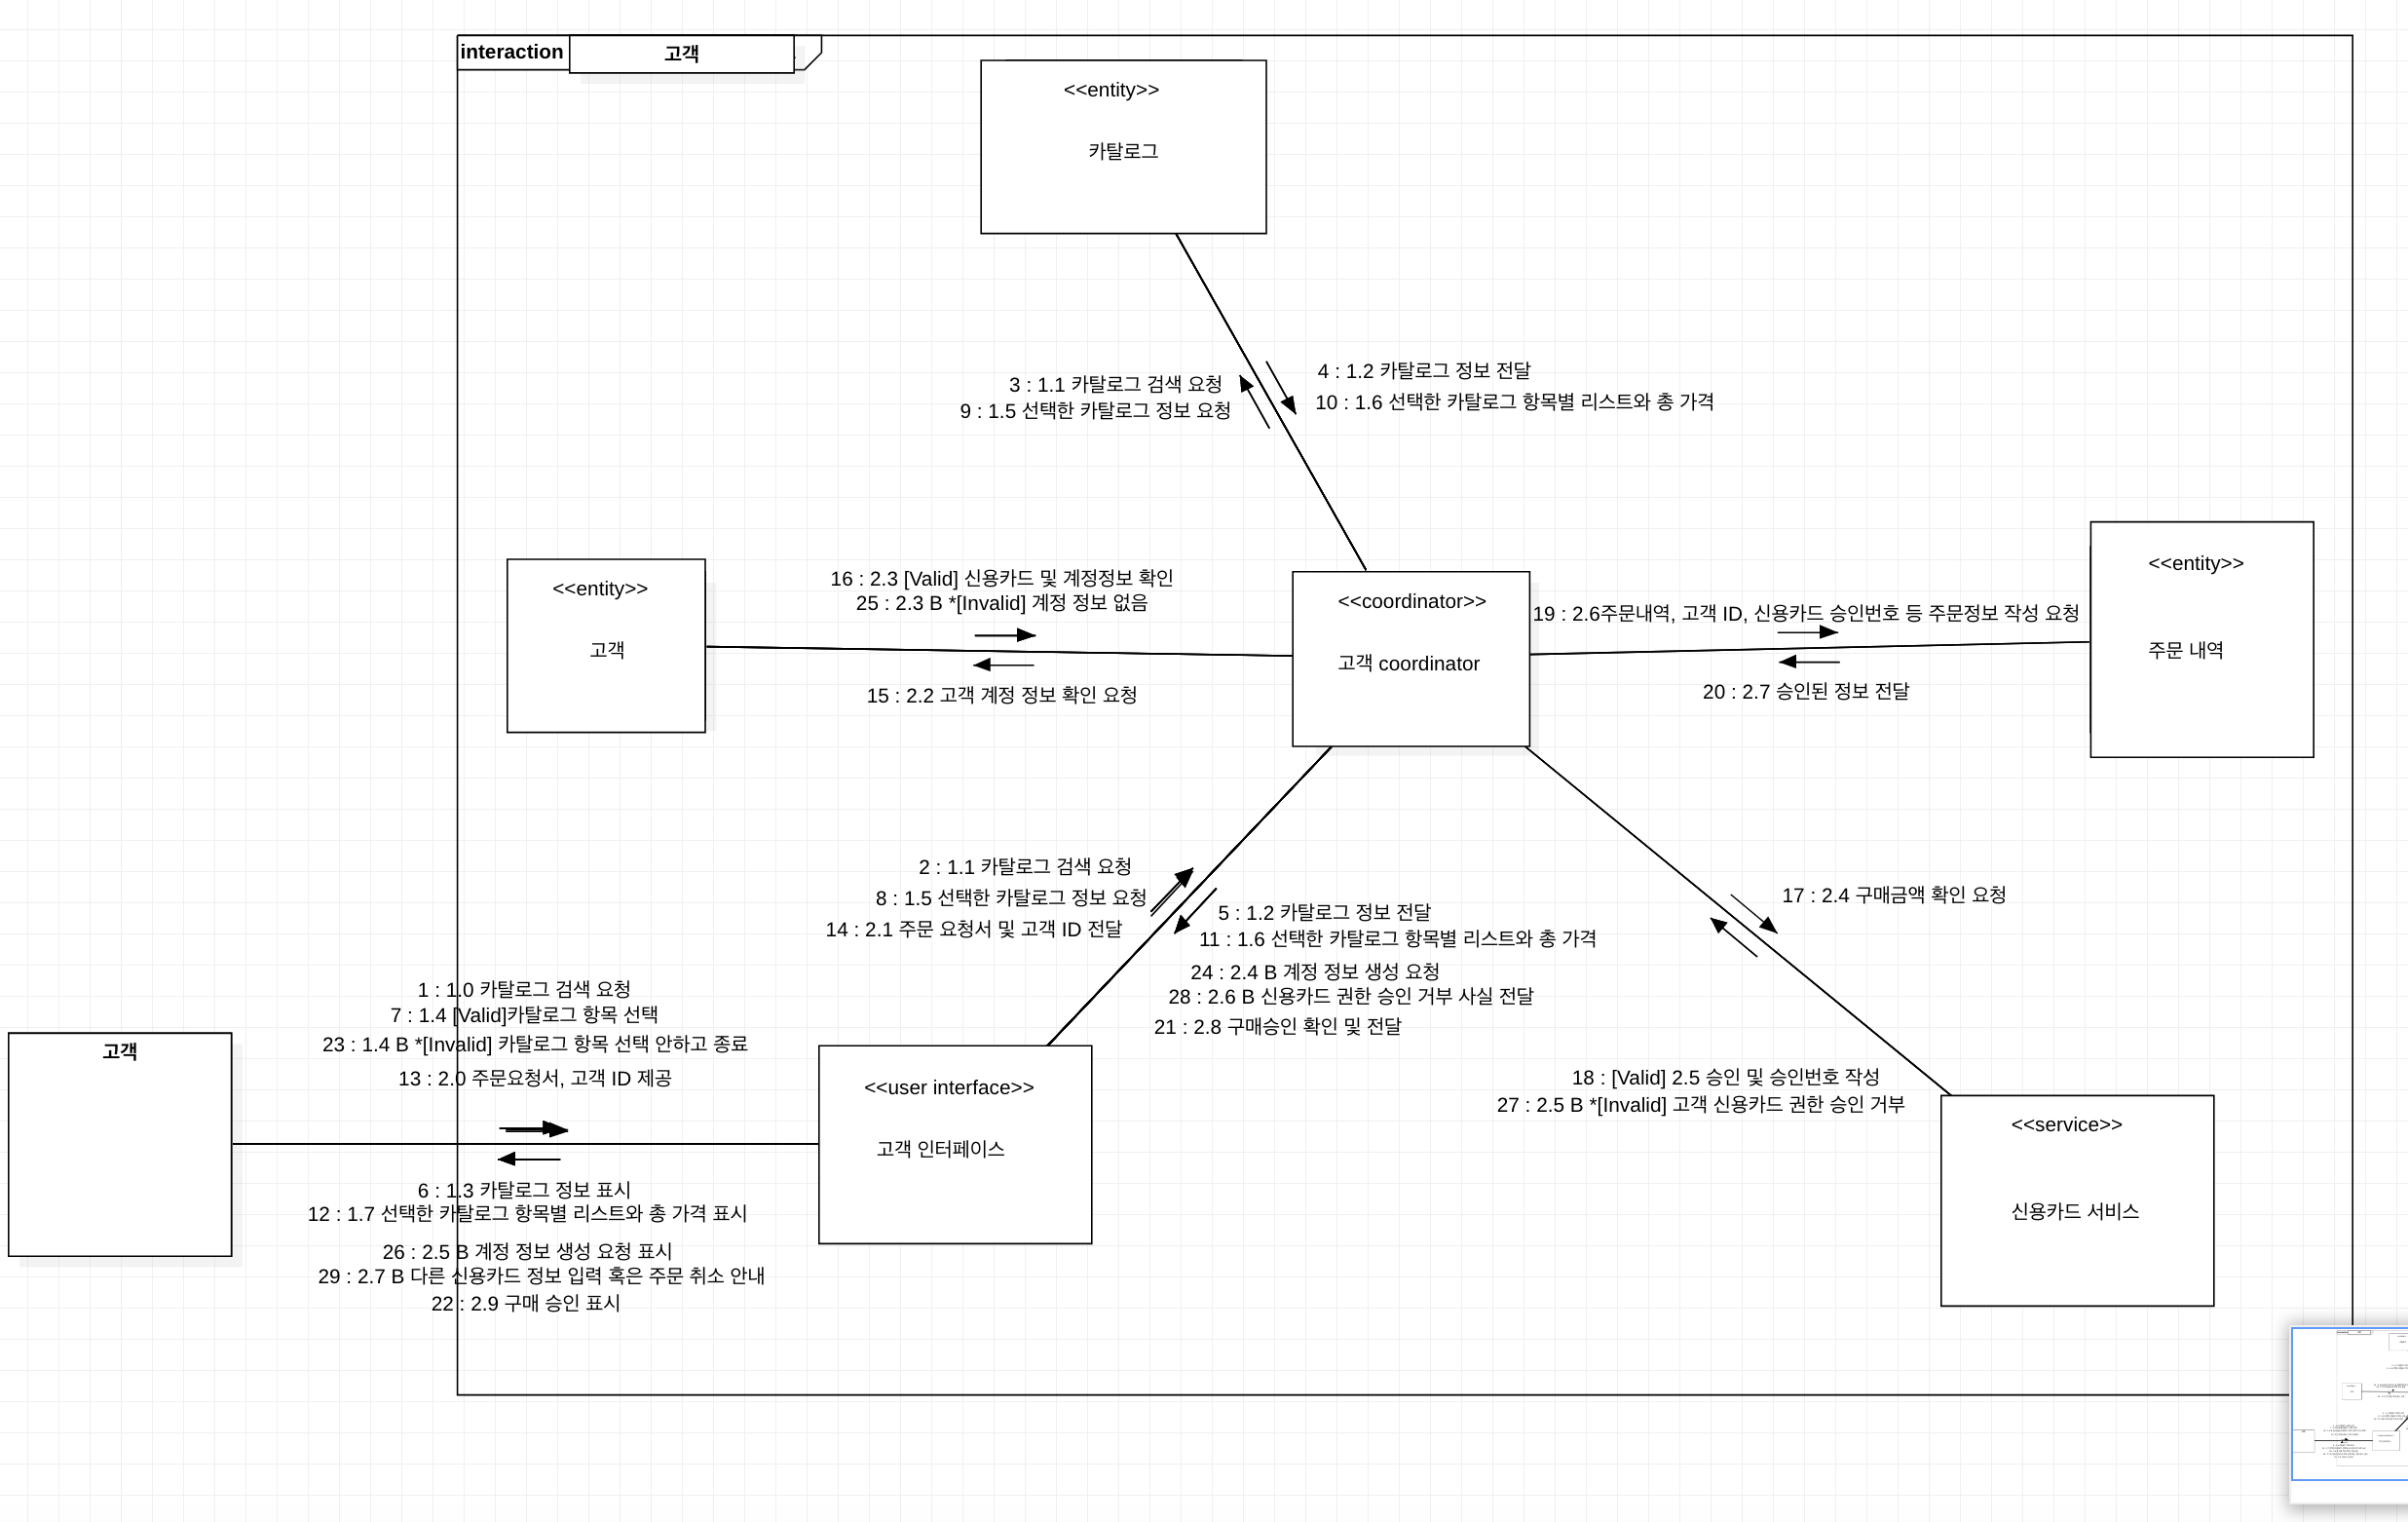 interaction 고객
<<entity>>
카탈로그
3 : 1.1 카탈로그 검색 요청
9 : 1.5 선택한 카탈로그 정보 요청
4 : 1.2 카탈로그 정보 전달
10 : 1.6 선택한 카탈로그 항목별 리스트와 총 가격
<<entity>>
고객
16 : 2.3 [Valid] 신용카드 및 계정정보 확인
25 : 2.3 B *[Invalid] 계정 정보 없음
15 : 2.2 고객 계정 정보 확인 요청
<<coordinator>>
고객 coordinator
19 : 2.6주문내역, 고객 ID, 신용카드 승인번호 등 주문정보 작성 요청
20 : 2.7 승인된 정보 전달
<<entity>>
주문 내역
2 : 1.1 카탈로그 검색 요청
8 : 1.5 선택한 카탈로그 정보 요청
14 : 2.1 주문 요청서 및 고객 ID 전달
5 : 1.2 카탈로그 정보 전달
11 : 1.6 선택한 카탈로그 항목별 리스트와 총 가격
24 : 2.4 B 계정 정보 생성 요청
28 : 2.6 B 신용카드 권한 승인 거부 사실 전달
21 : 2.8 구매승인 확인 및 전달
17 : 2.4 구매금액 확인 요청
18 : [Valid] 2.5 승인 및 승인번호 작성
27 : 2.5 B *[Invalid] 고객 신용카드 권한 승인 거부
1 : 1.0 카탈로그 검색 요청
7 : 1.4 [Valid]카탈로그 항목 선택
23 : 1.4 B *[Invalid] 카탈로그 항목 선택 안하고 종료
13 : 2.0 주문요청서, 고객 ID 제공
고객
<<user interface>>
고객 인터페이스
<<service>>
신용카드 서비스
6 : 1.3 카탈로그 정보 표시
12 : 1.7 선택한 카탈로그 항목별 리스트와 총 가격 표시
26 : 2.5 B 계정 정보 생성 요청 표시
29 : 2.7 B 다른 신용카드 정보 입력 혹은 주문 취소 안내
22 : 2.9 구매 승인 표시